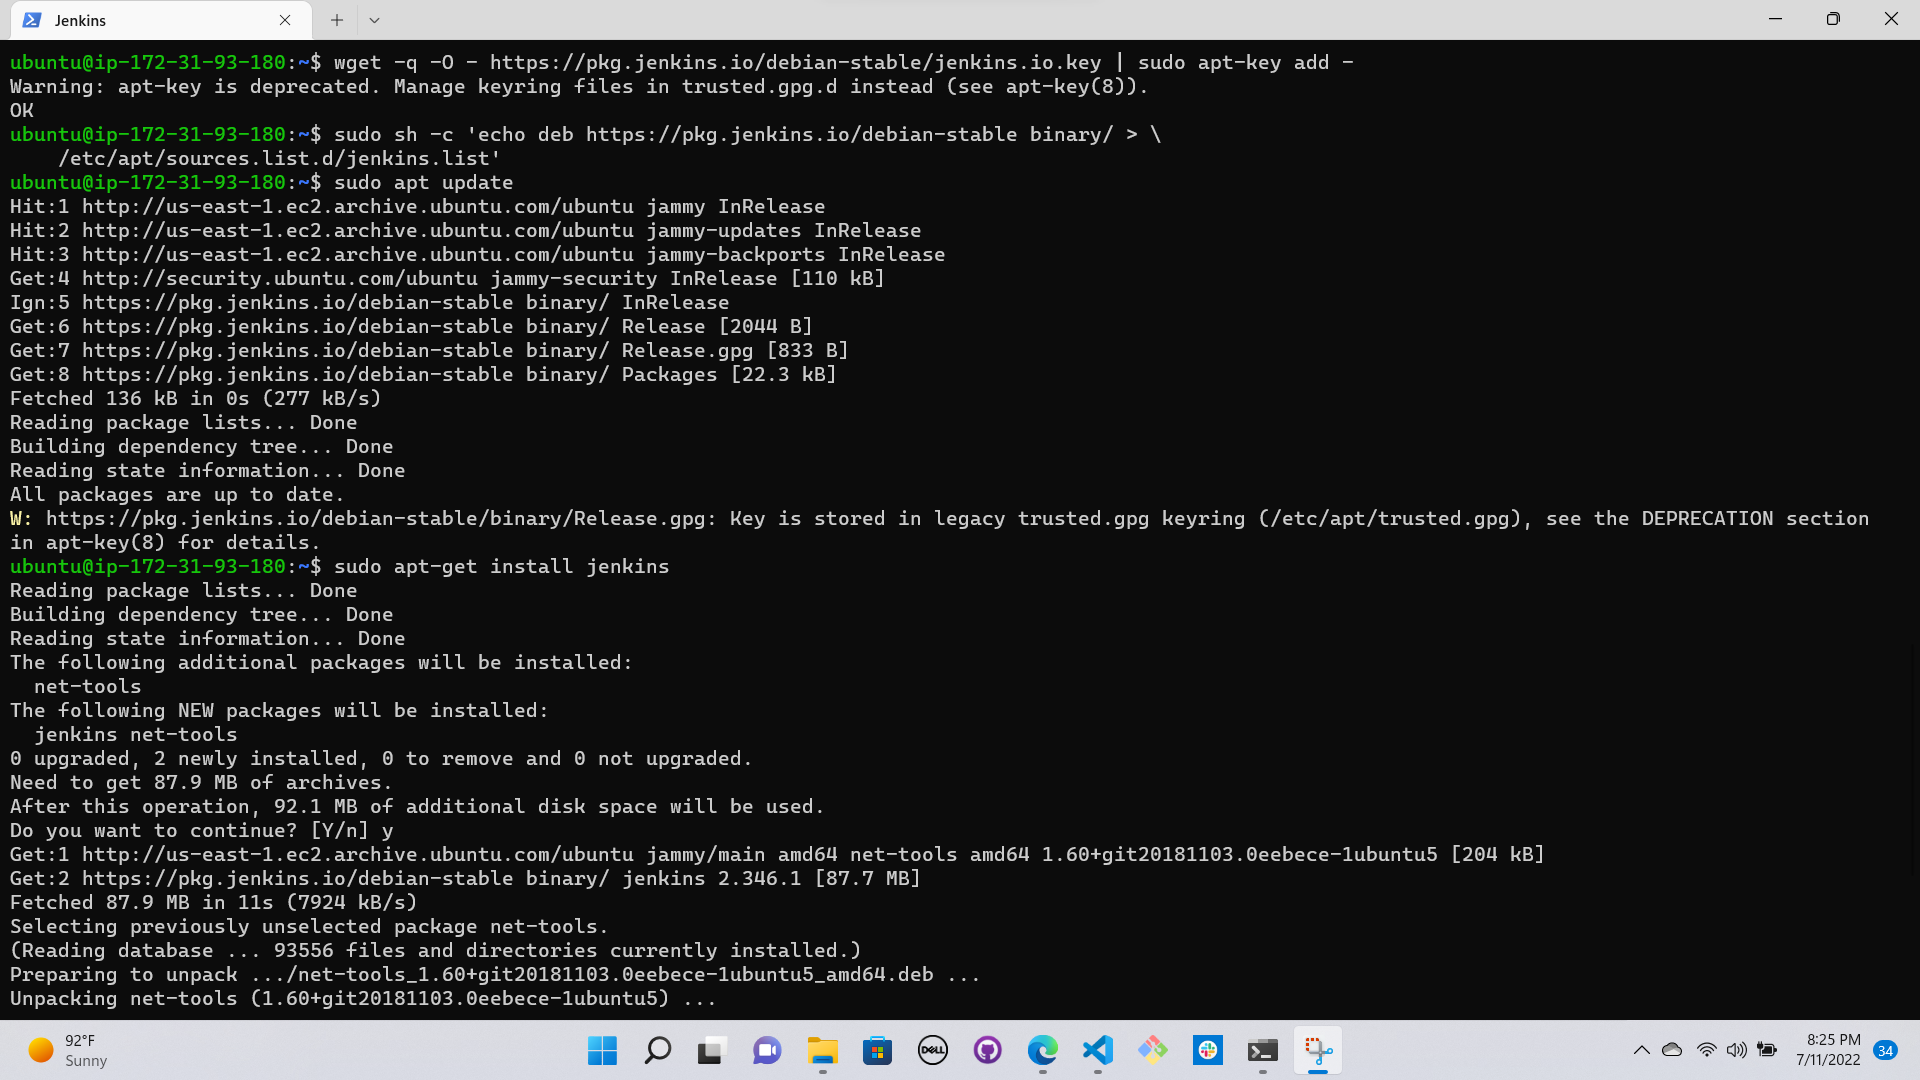 Jenkins
ubuntu@ip-172-31-93-180:~$ wget -q -O - https://pkg.jenkins.io/debian-stable/jenkins.io.key | sudo apt-key add -
Warning: apt-key is deprecated. Manage keyring files in trusted.gpg.d instead (see apt-key(8)).
OK
ubuntu@ip-172-31-93-180:~$ sudo sh -c 'echo deb https://pkg.jenkins.io/debian-stable binary/ > \
    /etc/apt/sources.list.d/jenkins.list'
ubuntu@ip-172-31-93-180:~$ sudo apt update
Hit:1 http://us-east-1.ec2.archive.ubuntu.com/ubuntu jammy InRelease
Hit:2 http://us-east-1.ec2.archive.ubuntu.com/ubuntu jammy-updates InRelease
Hit:3 http://us-east-1.ec2.archive.ubuntu.com/ubuntu jammy-backports InRelease
Get:4 http://security.ubuntu.com/ubuntu jammy-security InRelease [110 kB]
Ign:5 https://pkg.jenkins.io/debian-stable binary/ InRelease
Get:6 https://pkg.jenkins.io/debian-stable binary/ Release [2044 B]
Get:7 https://pkg.jenkins.io/debian-stable binary/ Release.gpg [833 B]
Get:8 https://pkg.jenkins.io/debian-stable binary/ Packages [22.3 kB]
Fetched 136 kB in 0s (277 kB/s)
Reading package lists... Done
Building dependency tree... Done
Reading state information... Done
All packages are up to date.
W: https://pkg.jenkins.io/debian-stable/binary/Release.gpg: Key is stored in legacy trusted.gpg keyring (/etc/apt/trusted.gpg), see the DEPRECATION section
in apt-key(8) for details.
ubuntu@ip-172-31-93-180:~$ sudo apt-get install jenkins
Reading package lists... Done
Building dependency tree... Done
Reading state information... Done
The following additional packages will be installed:
  net-tools
The following NEW packages will be installed:
  jenkins net-tools
0 upgraded, 2 newly installed, 0 to remove and 0 not upgraded.
Need to get 87.9 MB of archives.
After this operation, 92.1 MB of additional disk space will be used.
Do you want to continue? [Y/n] y
Get:1 http://us-east-1.ec2.archive.ubuntu.com/ubuntu jammy/main amd64 net-tools amd64 1.60+git20181103.0eebece-1ubuntu5 [204 kB]
Get:2 https://pkg.jenkins.io/debian-stable binary/ jenkins 2.346.1 [87.7 MB]
Fetched 87.9 MB in 11s (7924 kB/s)
Selecting previously unselected package net-tools.
(Reading database ... 93556 files and directories currently installed.)
Preparing to unpack .../net-tools_1.60+git20181103.0eebece-1ubuntu5_amd64.deb ...
Unpacking net-tools (1.60+git20181103.0eebece-1ubuntu5) ...
92°F
Sunny
DELL
8:25 PM
7/11/2022
34